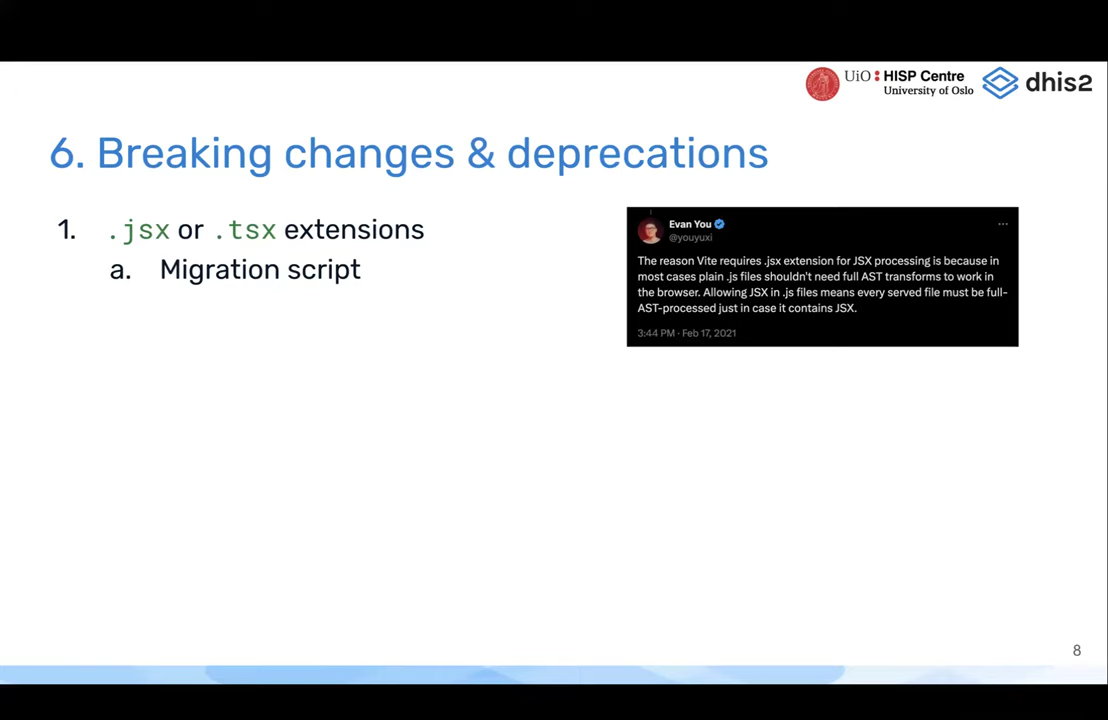 UiO: HISP Centre
University of Oslo
dhis2
6. Breaking changes & deprecations
1. .jsx or .tsx extensions
a. Migration script
Evan You
@youyuxi
The reason Vite requires .jsx extension for JSX processing is because in
most cases plain .js files shouldn't need full AST transforms to work in
the browser. Allowing JSX in .js files means every served file must be full-
AST-processed just in case it contains JSX.
3:44 PM · Feb 17, 2021
8